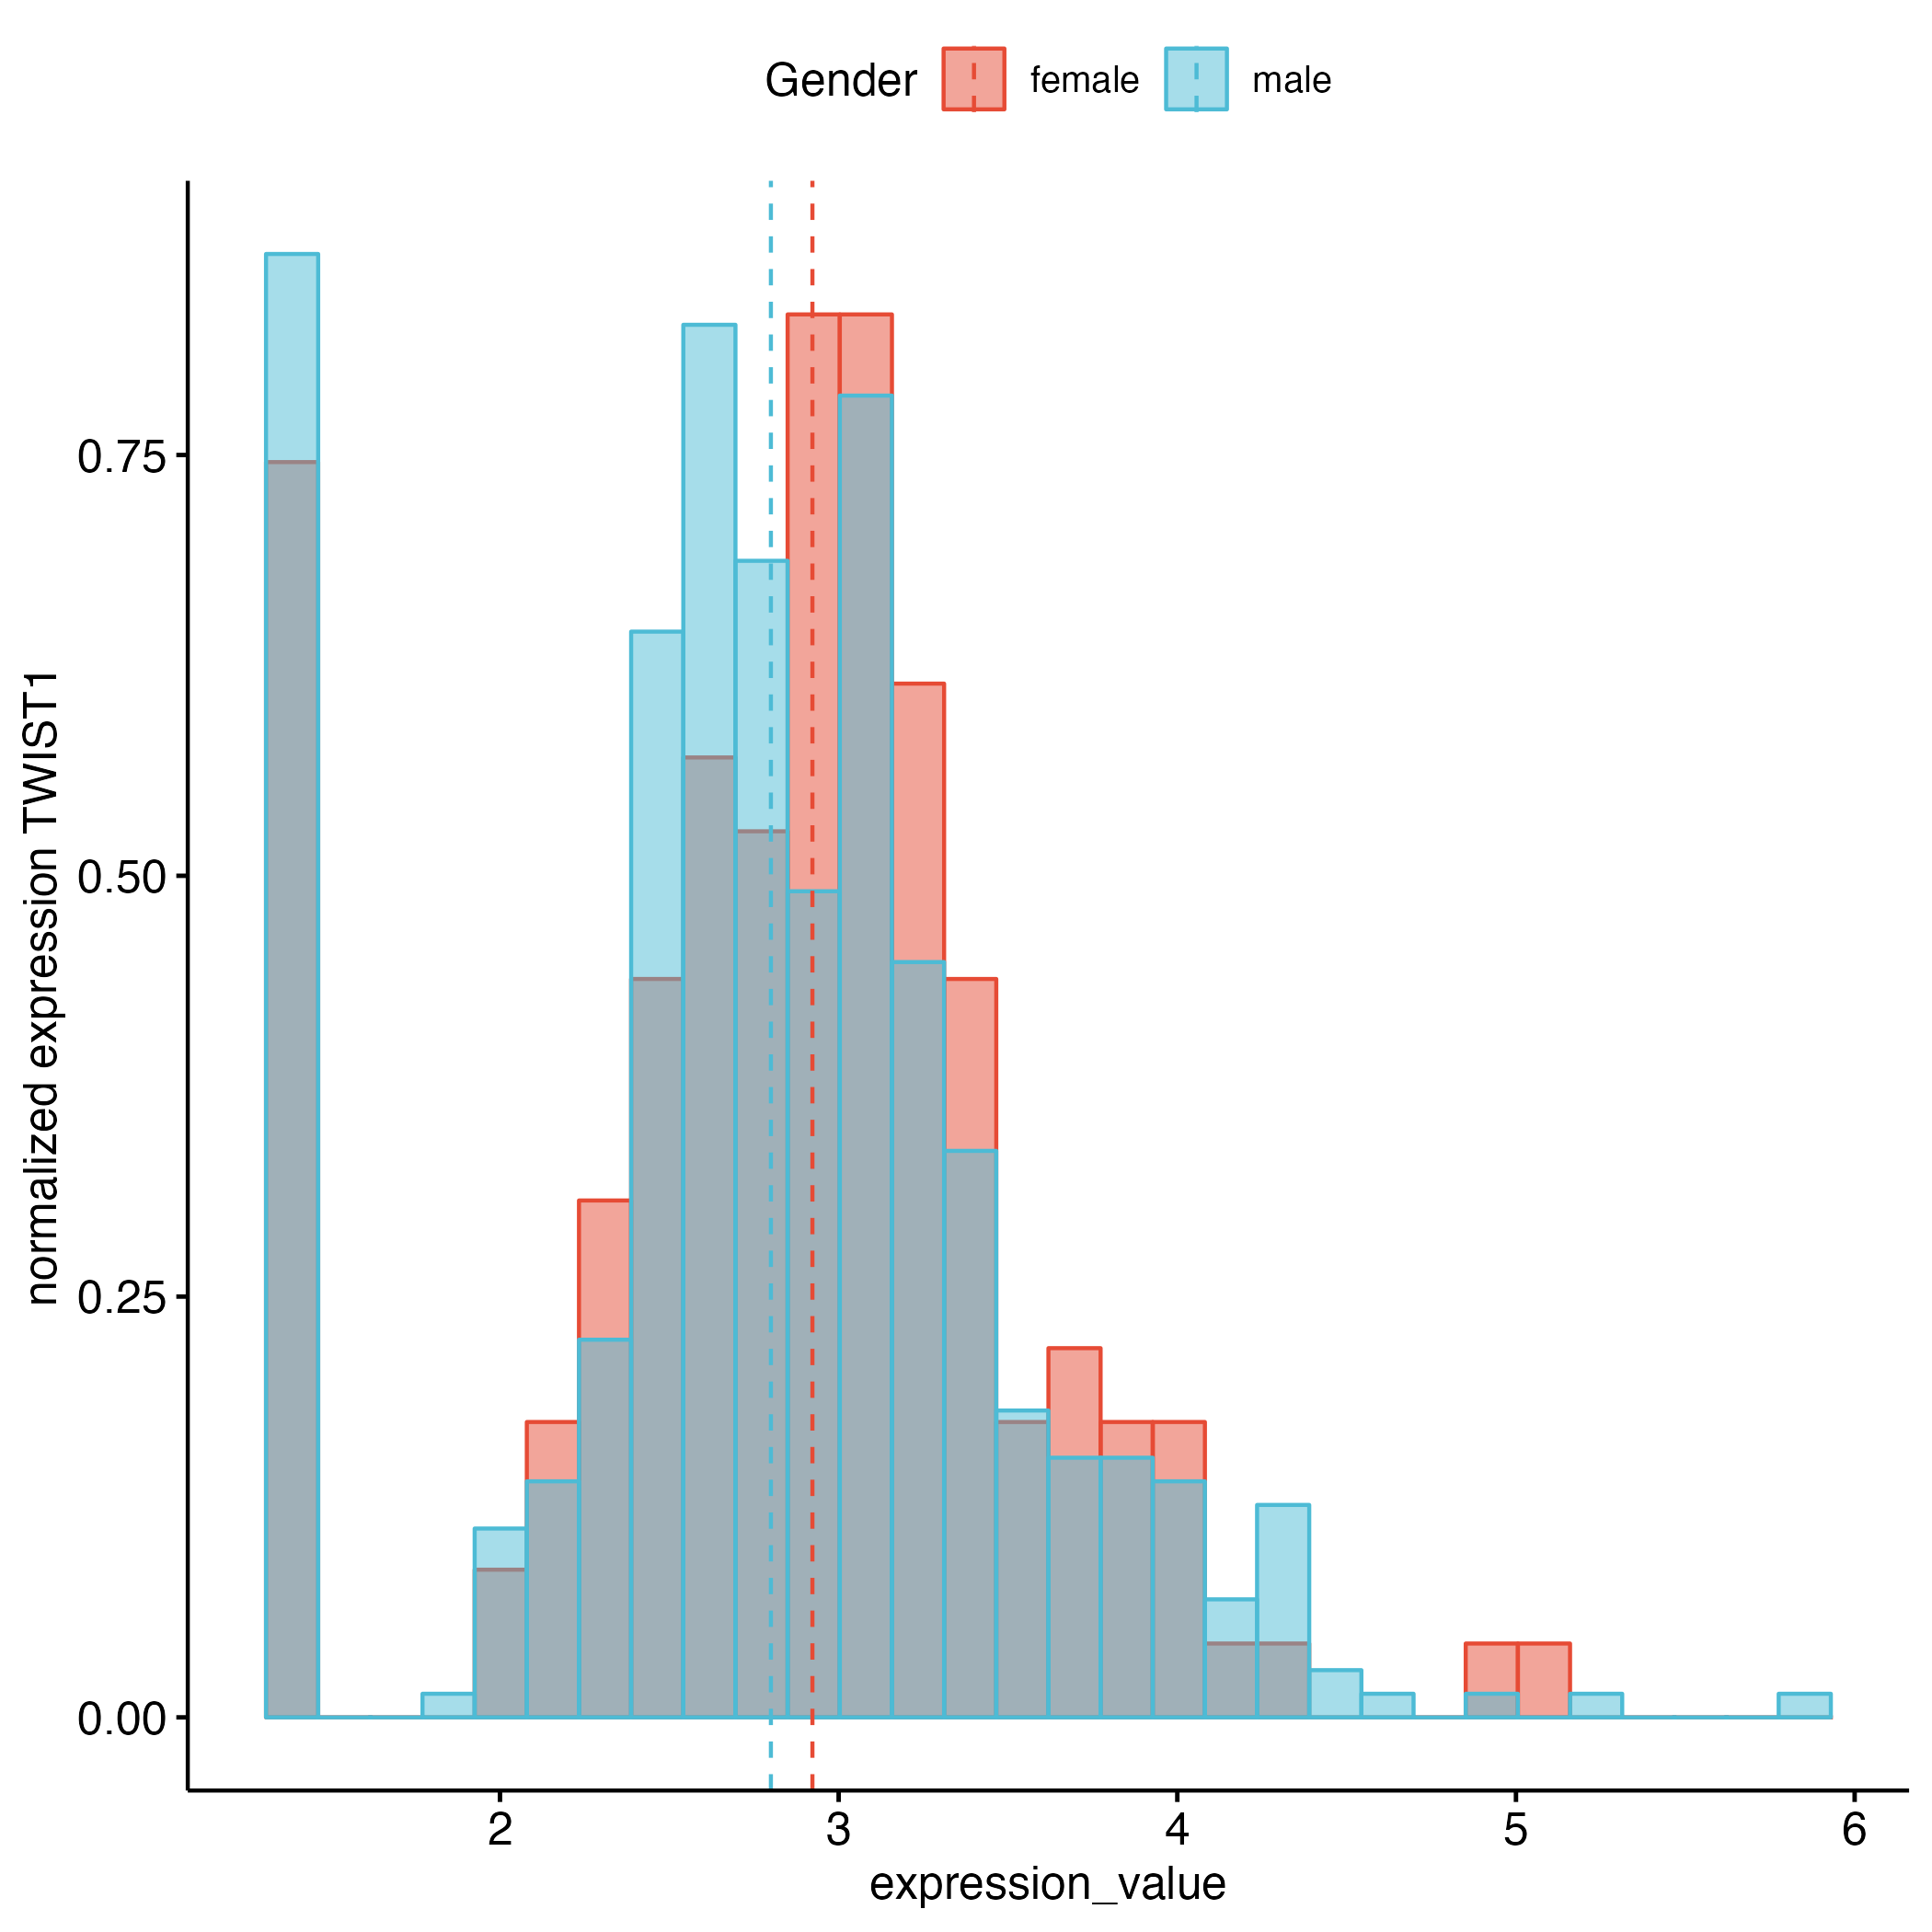 Gender female male
normalized expression TWIST1
0.75
0.50
0.25
0.00
2 3 4 5 6
expression_value